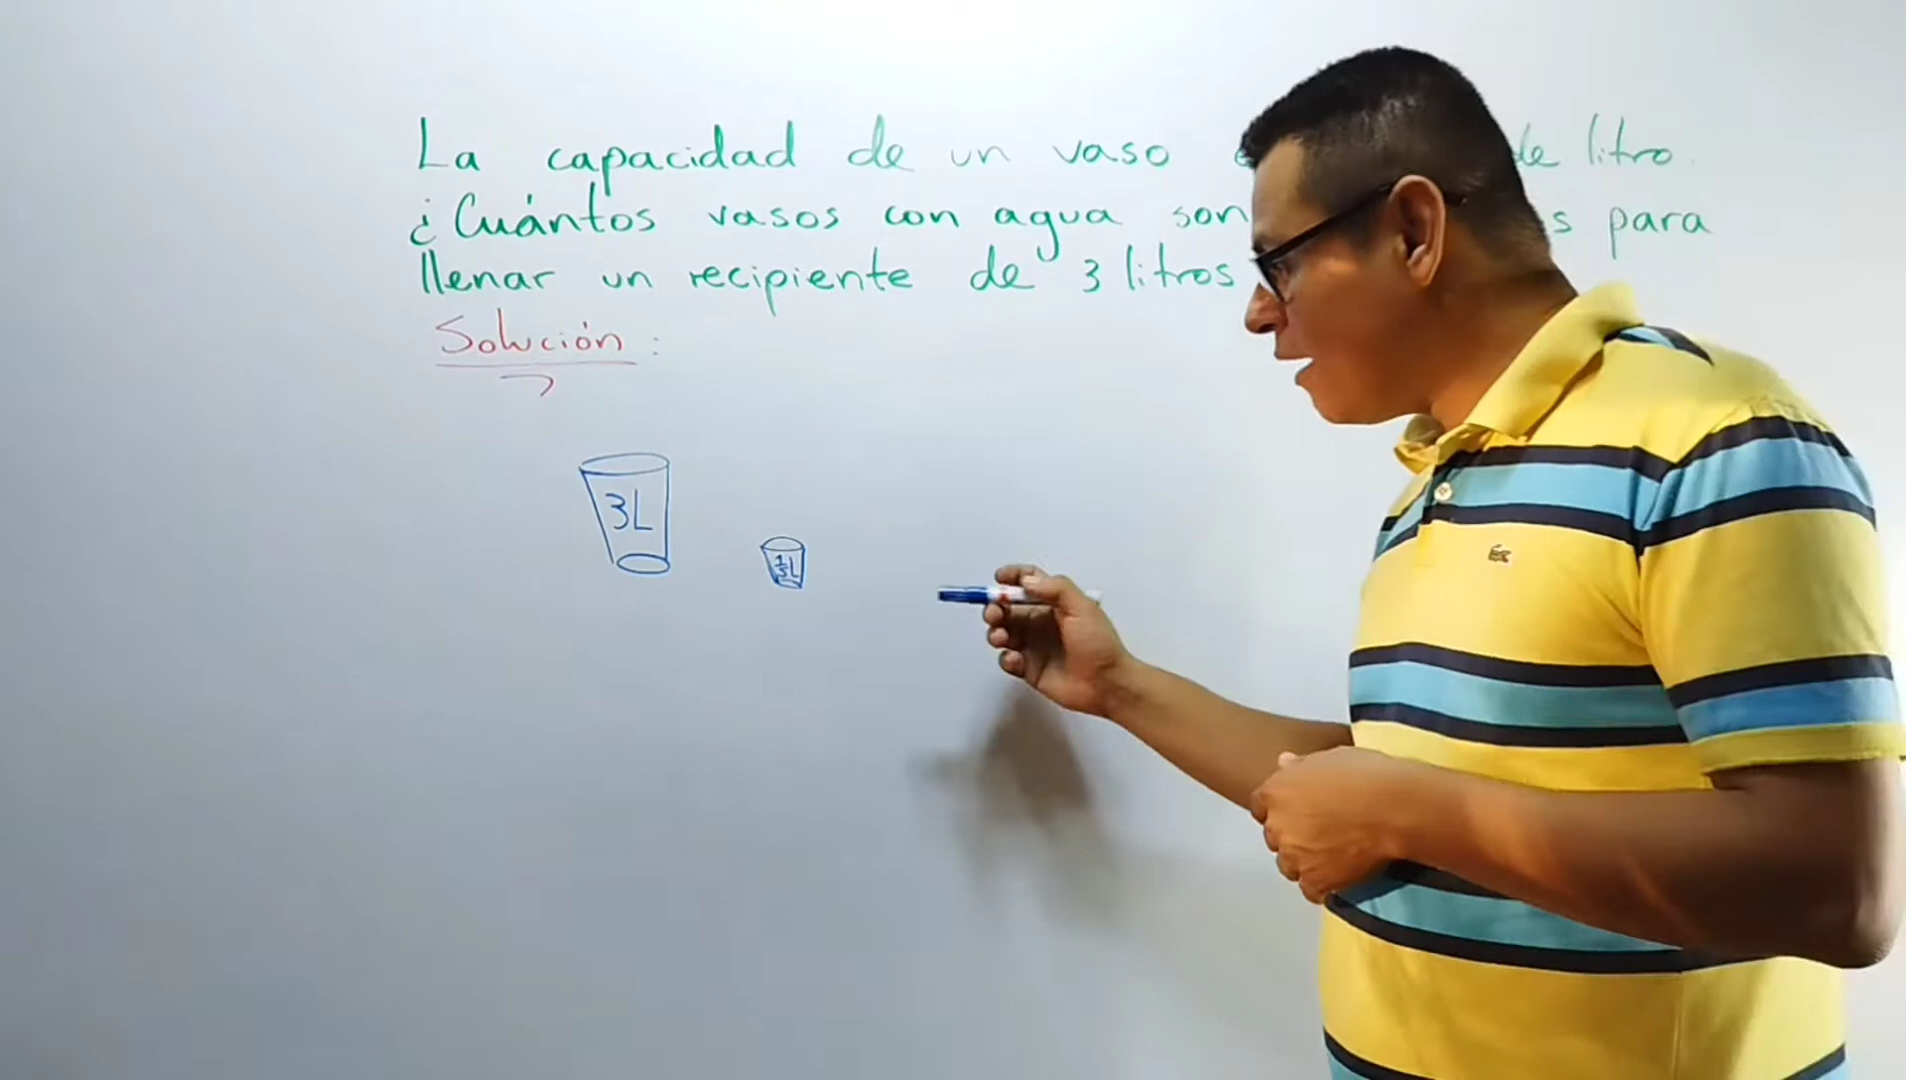 La capacidad de un vaso de litro.
¿Cuántos vasos con agua son para
llenar un recipiente de 3 litros
Solución:
3L